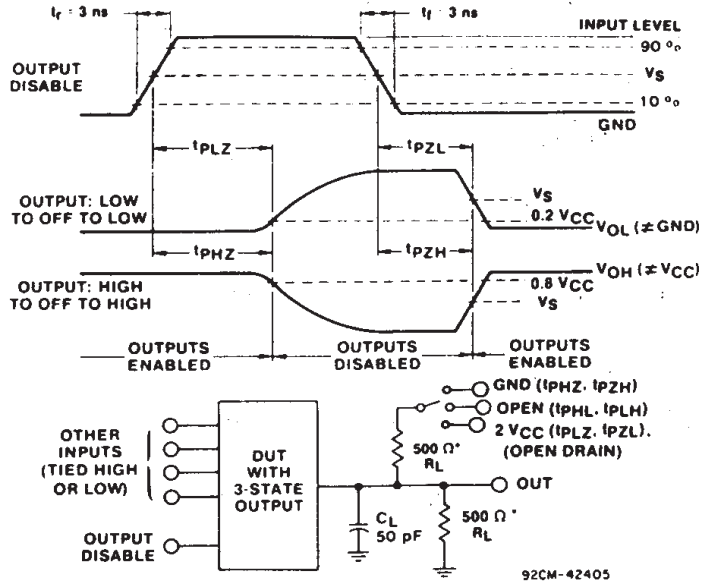 tr = 3 ns
tf = 3 ns
INPUT LEVEL
90 %
VS
10 %
GND
OUTPUT
DISABLE
tPLZ
tPZL
OUTPUT: LOW
TO OFF TO LOW
VS
0.2 VCC
VOL (≠ GND)
tPHZ
tPZH
OUTPUT: HIGH
TO OFF TO HIGH
VOH (≠ VCC)
0.8 VCC
VS
OUTPUTS
ENABLED
OUTPUTS
DISABLED
OUTPUTS
ENABLED
OTHER
INPUTS
(TIED HIGH
OR LOW)
OUTPUT
DISABLE
DUT
WITH
3-STATE
OUTPUT
GND (tPHZ, tPZH)
OPEN (tPHL, tPLH)
2 VCC (tPLZ, tPZL).
(OPEN DRAIN)
500 Ω*
RL
OUT
CL
50 pF
500 Ω*
RL
92CM-42405